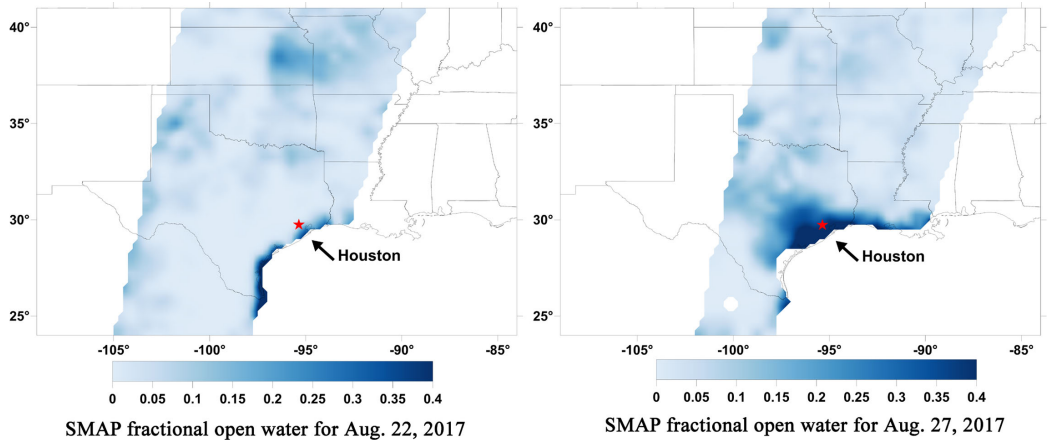 40°
35°
30°
25°
Houston
-105° -100° -95° -90° -85°
0 0.05 0.1 0.15 0.2 0.25 0.3 0.35 0.4
SMAP fractional open water for Aug. 22, 2017
40°
35°
30°
25°
Houston
-100° -95° -90° -85°
0 0.05 0.1 0.15 0.2 0.25 0.3 0.35 0.4
SMAP fractional open water for Aug. 27, 2017